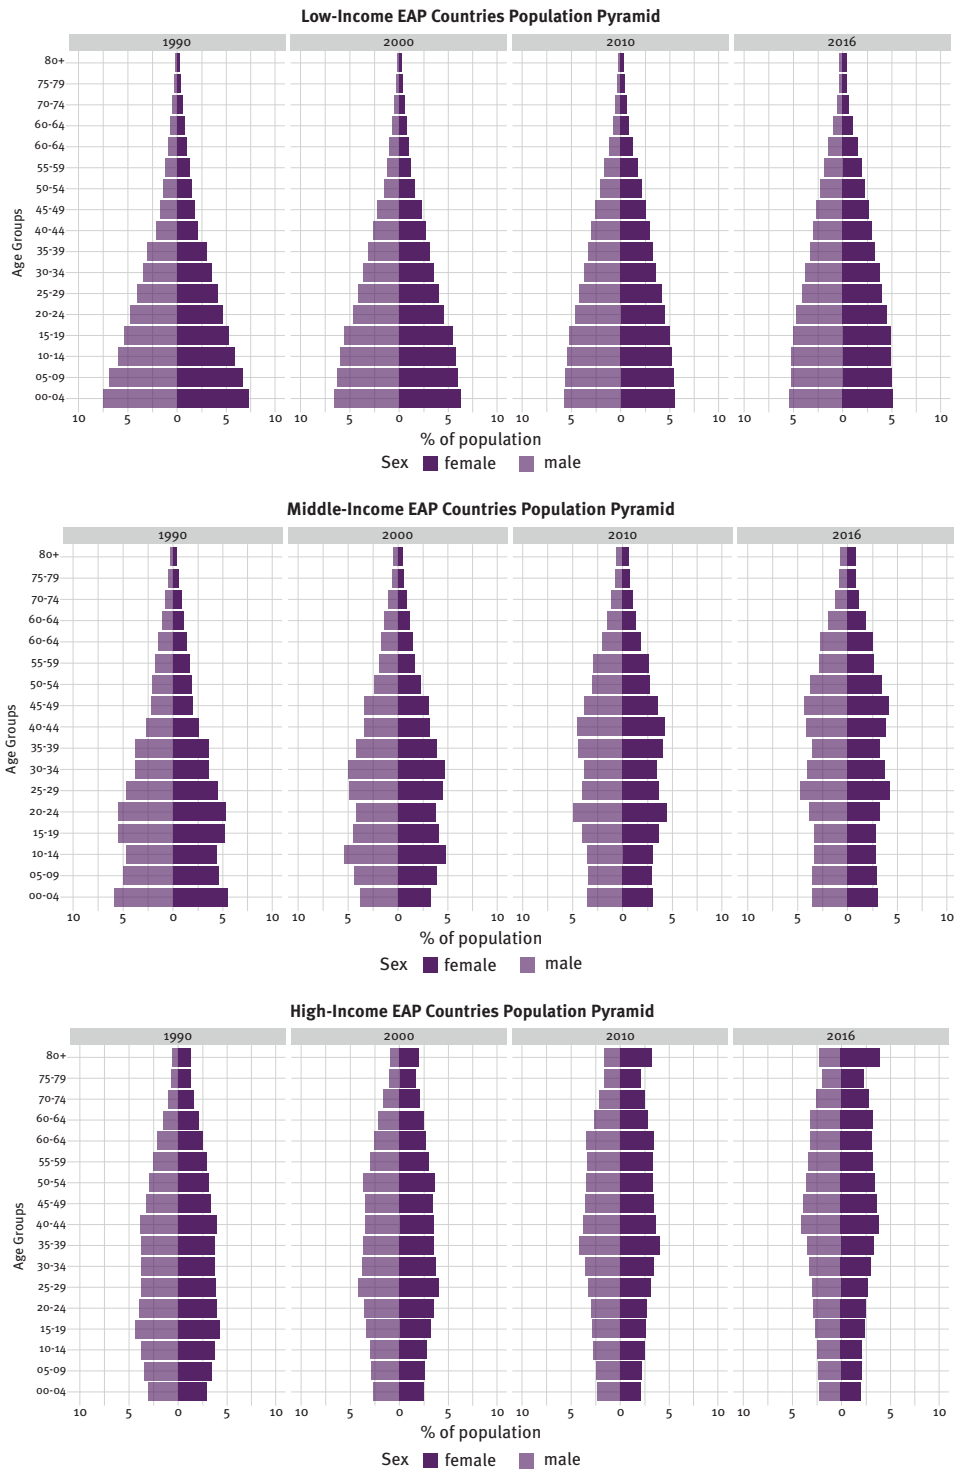 Low-Income EAP Countries Population Pyramid
1990 2000 2010 2016
80+
75-79
70-74
60-64
60-64
55-59
50-54
45-49
40-44
35-39
30-34
25-29
20-24
15-19
10-14
05-09
00-04
Age Groups
10 5 0 5 10 5 0 5 10 5 0 5 10 5 0 5 10
% of population
Sex female male
Middle-Income EAP Countries Population Pyramid
1990 2000 2010 2016
80+
75-79
70-74
60-64
60-64
55-59
50-54
45-49
40-44
35-39
30-34
25-29
20-24
15-19
10-14
05-09
00-04
Age Groups
10 5 0 5 10 5 0 5 10 5 0 5 10 5 0 5 10
% of population
Sex female male
High-Income EAP Countries Population Pyramid
1990 2000 2010 2016
80+
75-79
70-74
60-64
60-64
55-59
50-54
45-49
40-44
35-39
30-34
25-29
20-24
15-19
10-14
05-09
00-04
Age Groups
10 5 0 5 10 5 0 5 10 5 0 5 10 5 0 5 10
% of population
Sex female male